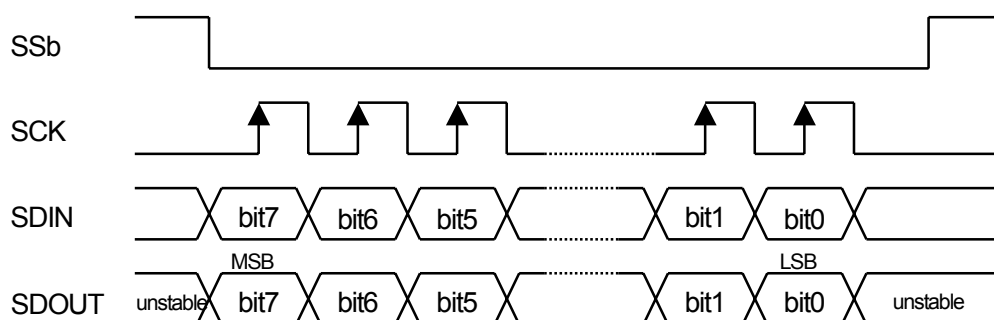 SSb
SCK
SDIN bit7 bit6 bit5 bit1 bit0
MSB LSB
SDOUT unstable bit7 bit6 bit5 bit1 bit0 unstable